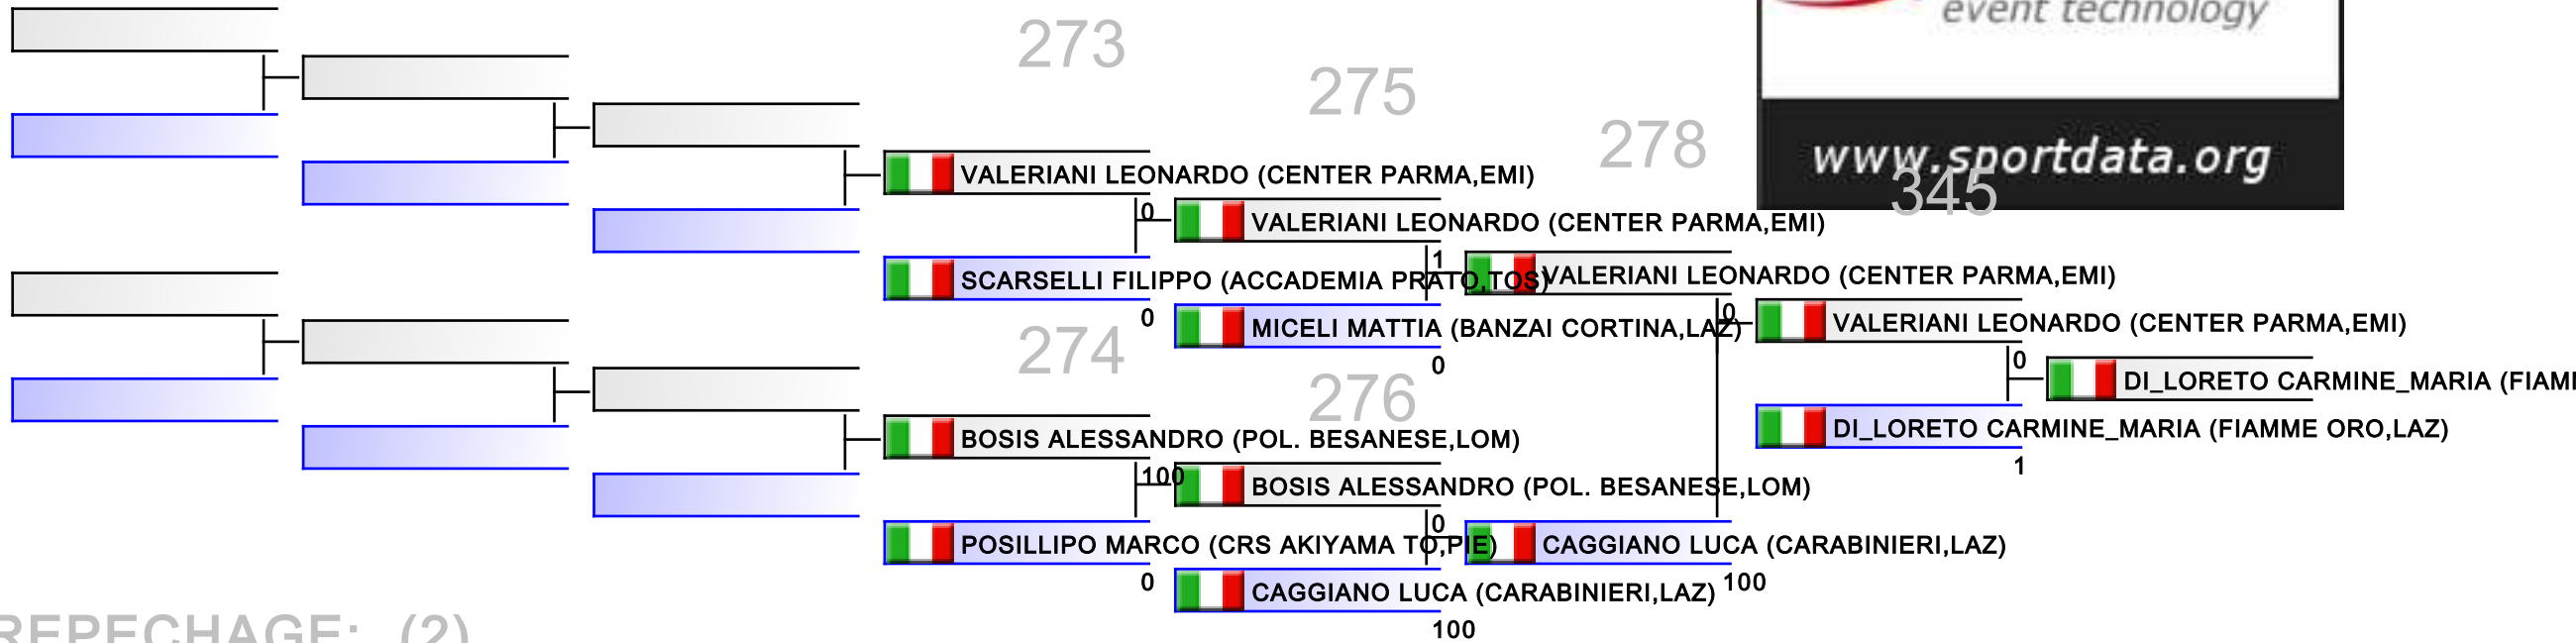 event technology
273
275
278
www.sportdata.org
345
VALERIANI LEONARDO (CENTER PARMA,EMI)
0
VALERIANI LEONARDO (CENTER PARMA,EMI)
SCARSELLI FILIPPO (ACCADEMIA PRATO,TOS)
0
1
VALERIANI LEONARDO (CENTER PARMA,EMI)
MICELI MATTIA (BANZAI CORTINA,LAZ)
0
0
VALERIANI LEONARDO (CENTER PARMA,EMI)
0
DI_LORETO CARMINE_MARIA (FIAM
DI_LORETO CARMINE_MARIA (FIAMME ORO,LAZ)
1
274
276
BOSIS ALESSANDRO (POL. BESANESE,LOM)
100
BOSIS ALESSANDRO (POL. BESANESE,LOM)
POSILLIPO MARCO (CRS AKIYAMA TO,PIE)
0
0
CAGGIANO LUCA (CARABINIERI,LAZ)
100
CAGGIANO LUCA (CARABINIERI,LAZ)
100
REPECHAGE: (2)